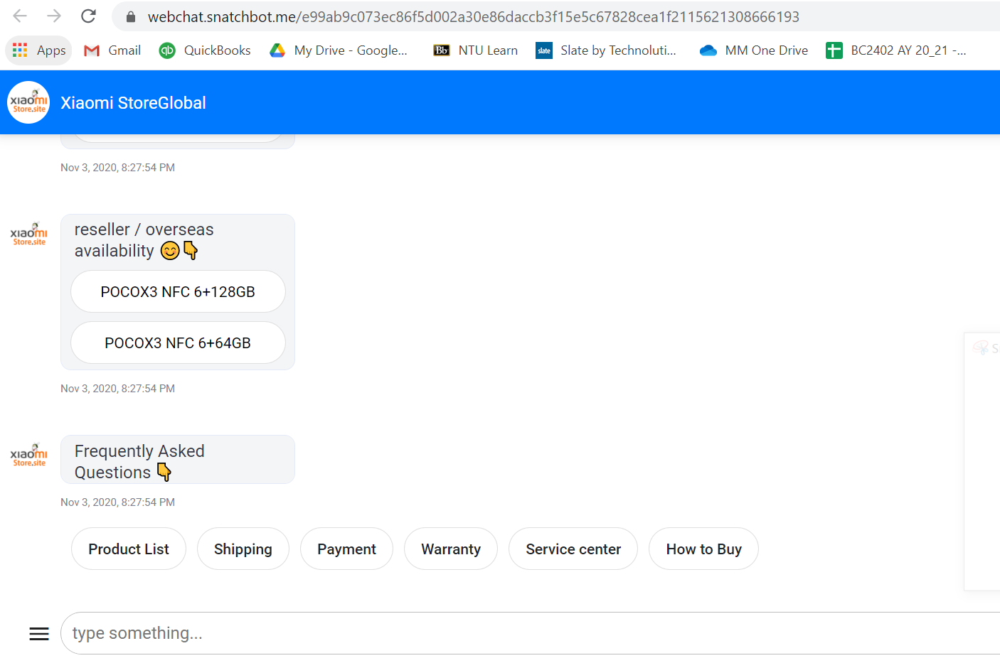 webchat.snatchbot.me/e99ab9c073ec86f5d002a30e86daccb3f15e5c67828cea1f2115621308666193
Apps Gmail QuickBooks My Drive - Google... NTU Learn Slate by Technoluti... MM One Drive BC2402 AY 20_21 -...
xiaomi
Store.site
Xiaomi StoreGlobal
Nov 3, 2020, 8:27:54 PM
xiaomi
Store.site
reseller / overseas
availability 😊👇
POCOX3 NFC 6+128GB
POCOX3 NFC 6+64GB
Nov 3, 2020, 8:27:54 PM
xiaomi
Store.site
Frequently Asked
Questions 👇
Nov 3, 2020, 8:27:54 PM
Product List Shipping Payment Warranty Service center How to Buy
type something...